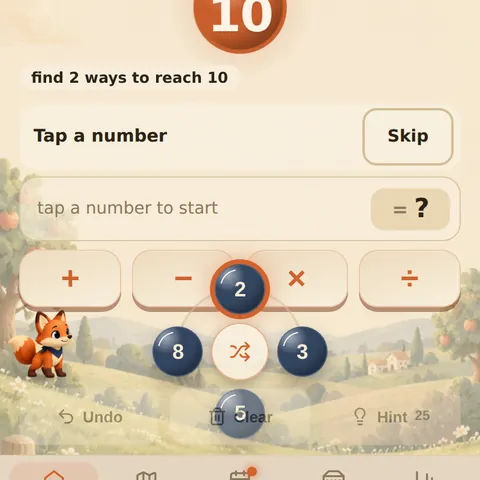 10
find 2 ways to reach 10
Tap a number
Skip
tap a number to start
= ?
+ − × ÷
2
8
3
5
Undo
Clear
Hint 25